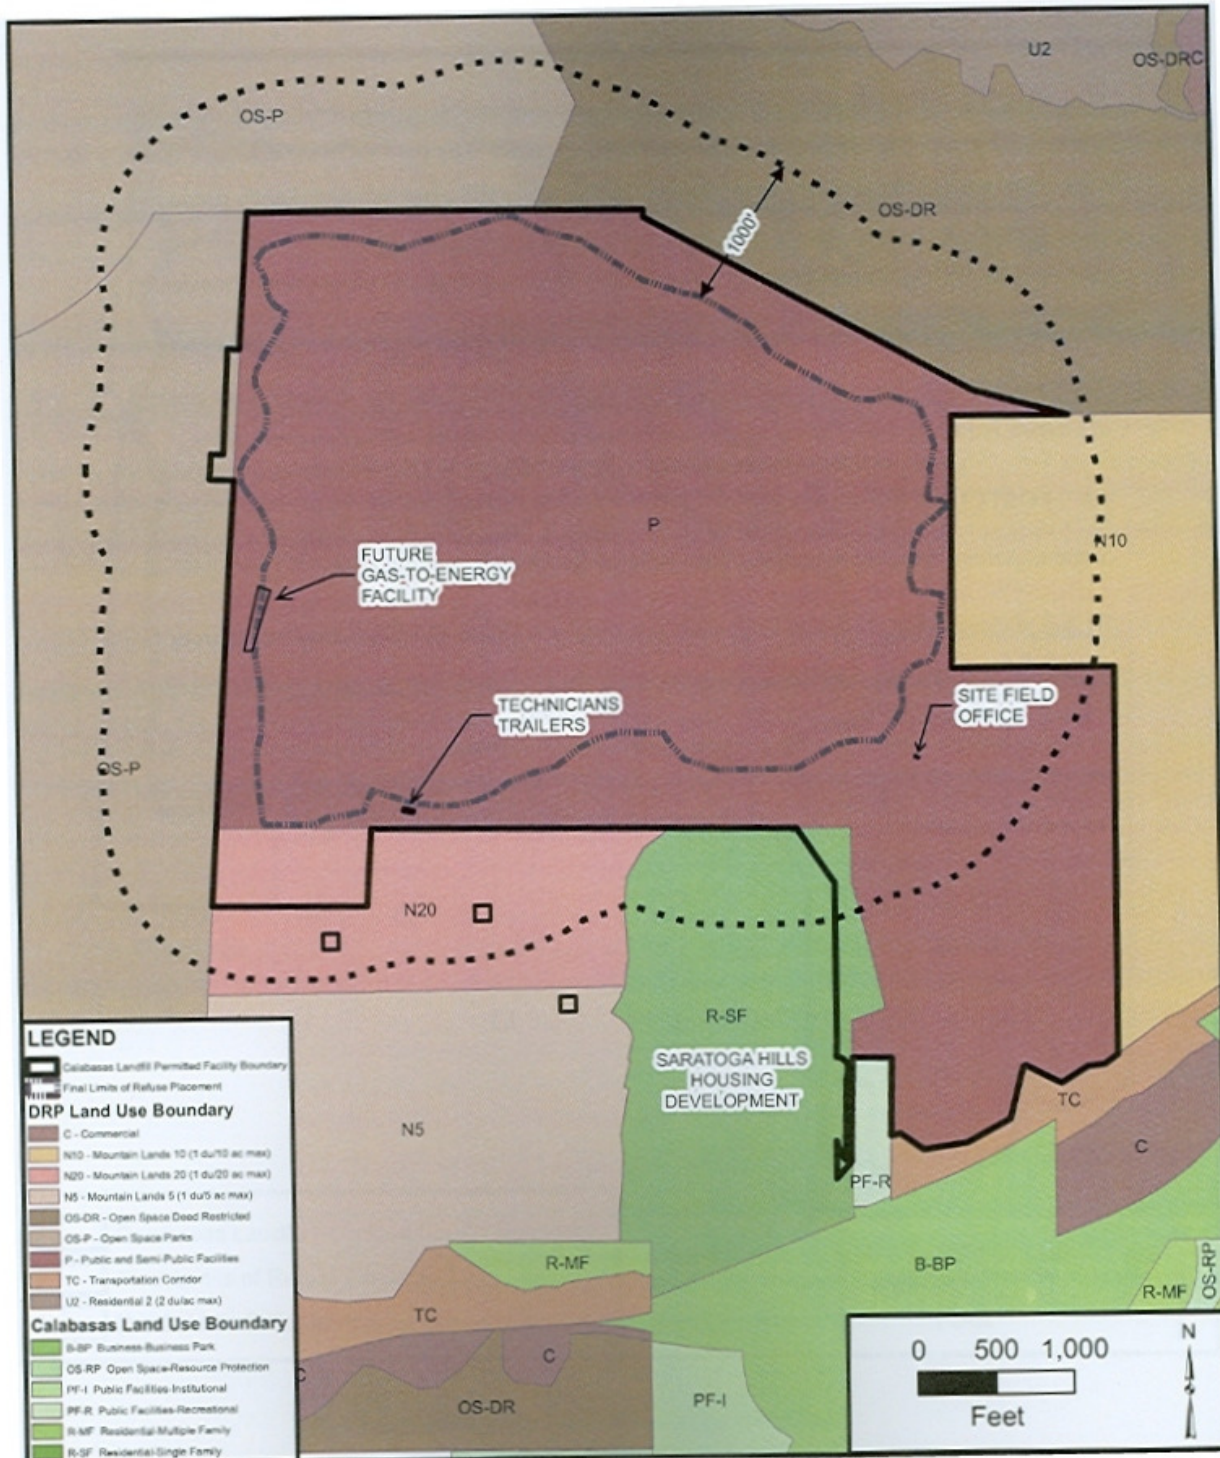 U2
OS-DRC
OS-P
OS-DR
1000'
P
N10
FUTURE
GAS-TO-ENERGY
FACILITY
TECHNICIANS
TRAILERS
SITE FIELD
OFFICE
OS-P
N20
R-SF
SARATOGA HILLS
HOUSING
DEVELOPMENT
N5
TC
C
PF-R
R-MF
B-BP
R-MF
OS-RP
TC
C
C
OS-DR
PF-I
LEGEND
Calabasas Landfill Permitted Facility Boundary
Final Limits of Refuse Placement
DRP Land Use Boundary
C - Commercial
N10 - Mountain Lands 10 (1 du/10 ac max)
N20 - Mountain Lands 20 (1 du/20 ac max)
N5 - Mountain Lands 5 (1 du/5 ac max)
OS-DR - Open Space Deed Restricted
OS-P - Open Space Parks
P - Public and Semi-Public Facilities
TC - Transportation Corridor
U2 - Residential 2 (2 du/ac max)
Calabasas Land Use Boundary
B-BP Business-Business Park
OS-RP Open Space-Resource Protection
PF-I Public Facilities-Institutional
PF-R Public Facilities-Recreational
R-MF Residential-Multiple Family
R-SF Residential-Single Family
0 500 1,000
Feet
N